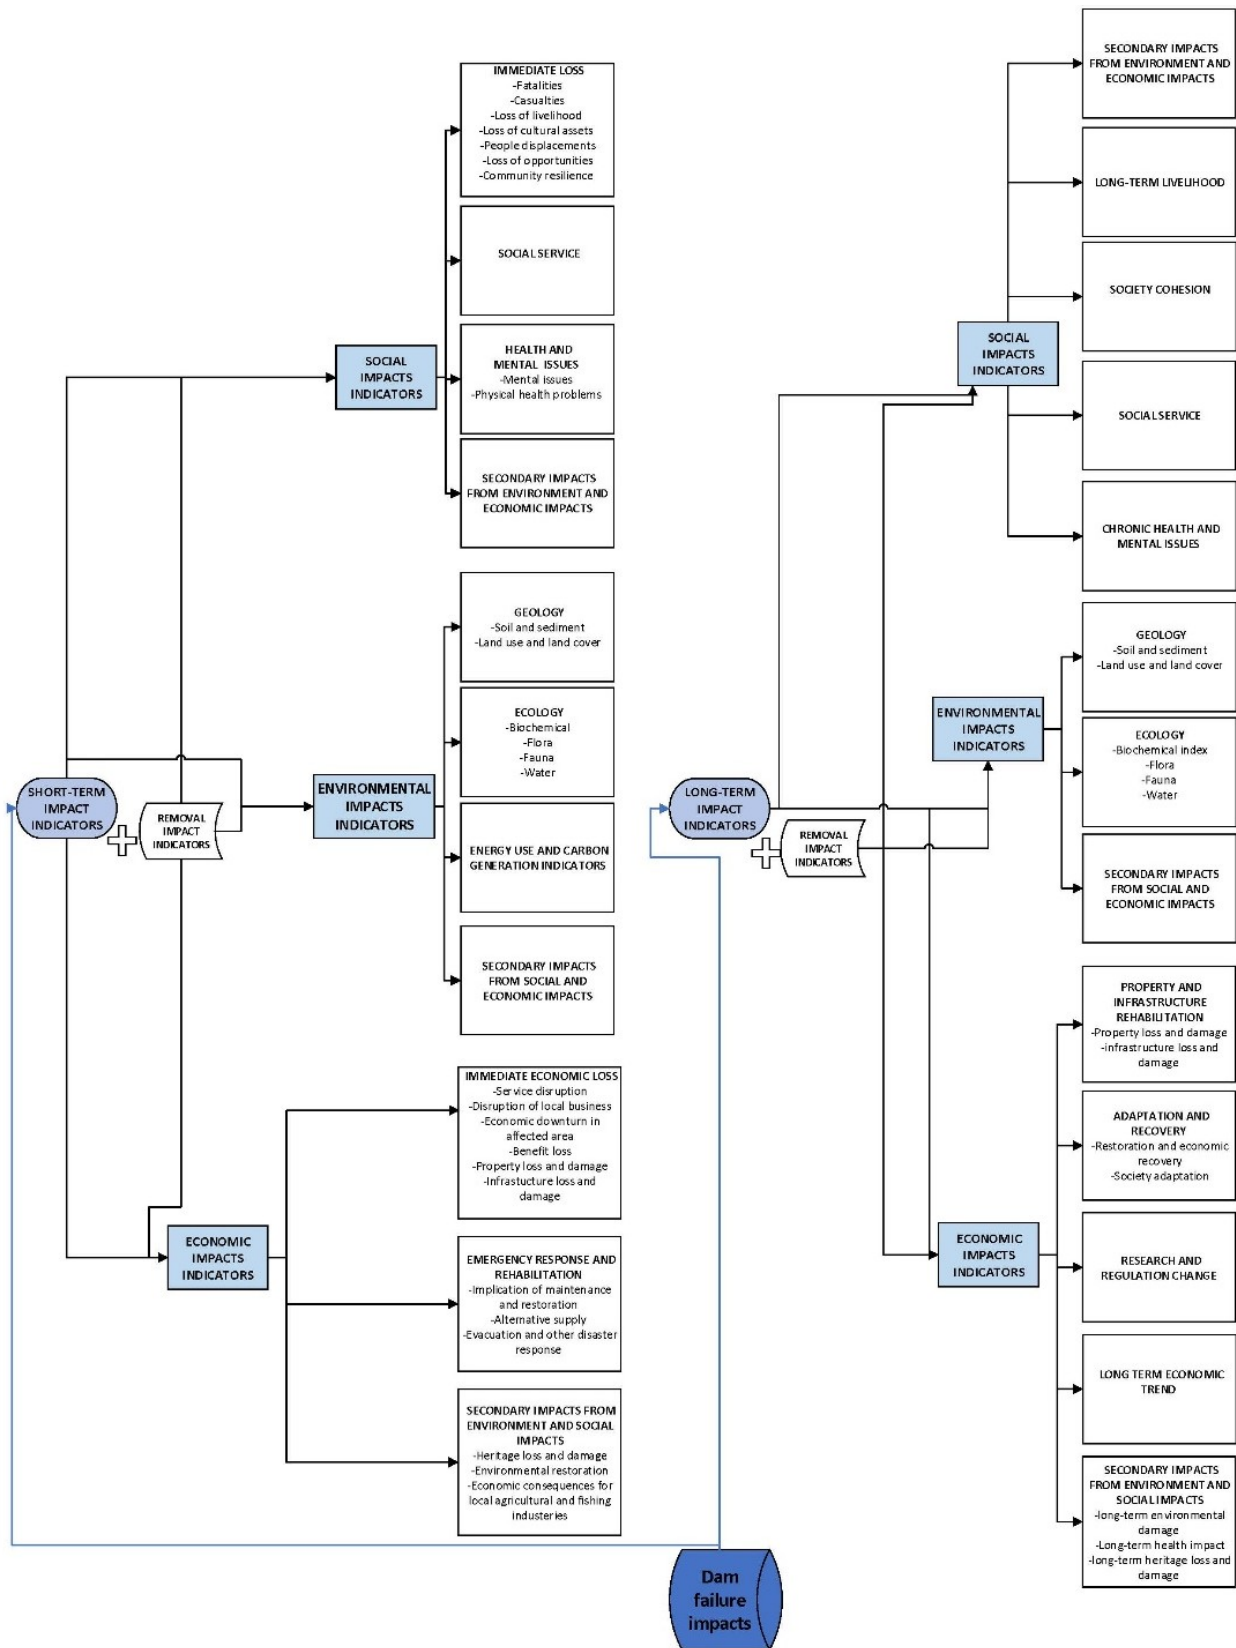 SHORT-TERM
IMPACT
INDICATORS
REMOVAL
IMPACT
INDICATORS
SOCIAL
IMPACTS
INDICATORS
IMMEDIATE LOSS
-Fatalities
-Casualties
-Loss of livelihood
-Loss of cultural assets
-People displacements
-Loss of opportunities
-Community resilience
SOCIAL SERVICE
HEALTH AND
MENTAL ISSUES
-Mental issues
-Physical health problems
SECONDARY IMPACTS
FROM ENVIRONMENT AND
ECONOMIC IMPACTS
ENVIRONMENTAL
IMPACTS
INDICATORS
GEOLOGY
-Soil and sediment
-Land use and land cover
ECOLOGY
-Biochemical
-Flora
-Fauna
-Water
ENERGY USE AND CARBON
GENERATION INDICATORS
SECONDARY IMPACTS
FROM SOCIAL AND
ECONOMIC IMPACTS
ECONOMIC
IMPACTS
INDICATORS
IMMEDIATE ECONOMIC LOSS
-Service disruption
-Disruption of local business
-Economic downturn in
affected area
-Benefit loss
-Property loss and damage
-Infrastucture loss and
damage
EMERGENCY RESPONSE AND
REHABILITATION
-Implication of maintenance
and restoration
-Alternative supply
-Evacuation and other disaster
response
SECONDARY IMPACTS FROM
ENVIRONMENT AND SOCIAL
IMPACTS
-Heritage loss and damage
-Environmental restoration
-Economic consequences for
local agricultural and fishing
industeries
LONG-TERM
IMPACT
INDICATORS
REMOVAL
IMPACT
INDICATORS
SOCIAL
IMPACTS
INDICATORS
SECONDARY IMPACTS
FROM ENVIRONMENT AND
ECONOMIC IMPACTS
LONG-TERM LIVELIHOOD
SOCIETY COHESION
SOCIAL SERVICE
CHRONIC HEALTH AND
MENTAL ISSUES
ENVIRONMENTAL
IMPACTS
INDICATORS
GEOLOGY
-Soil and sediment
-Land use and land cover
ECOLOGY
-Biochemical index
-Flora
-Fauna
-Water
SECONDARY IMPACTS
FROM SOCIAL AND
ECONOMIC IMPACTS
ECONOMIC
IMPACTS
INDICATORS
PROPERTY AND
INFRASTRUCTURE
REHABILITATION
-Property loss and damage
-infrastructure loss and
damage
ADAPTATION AND
RECOVERY
-Restoration and economic
recovery
-Society adaptation
RESEARCH AND
REGULATION CHANGE
LONG TERM ECONOMIC
TREND
SECONDARY IMPACTS
FROM ENVIRONMENT AND
SOCIAL IMPACTS
-long-term environmental
damage
-Long-term health impact
-long-term heritage loss and
damage
Dam
failure
impacts